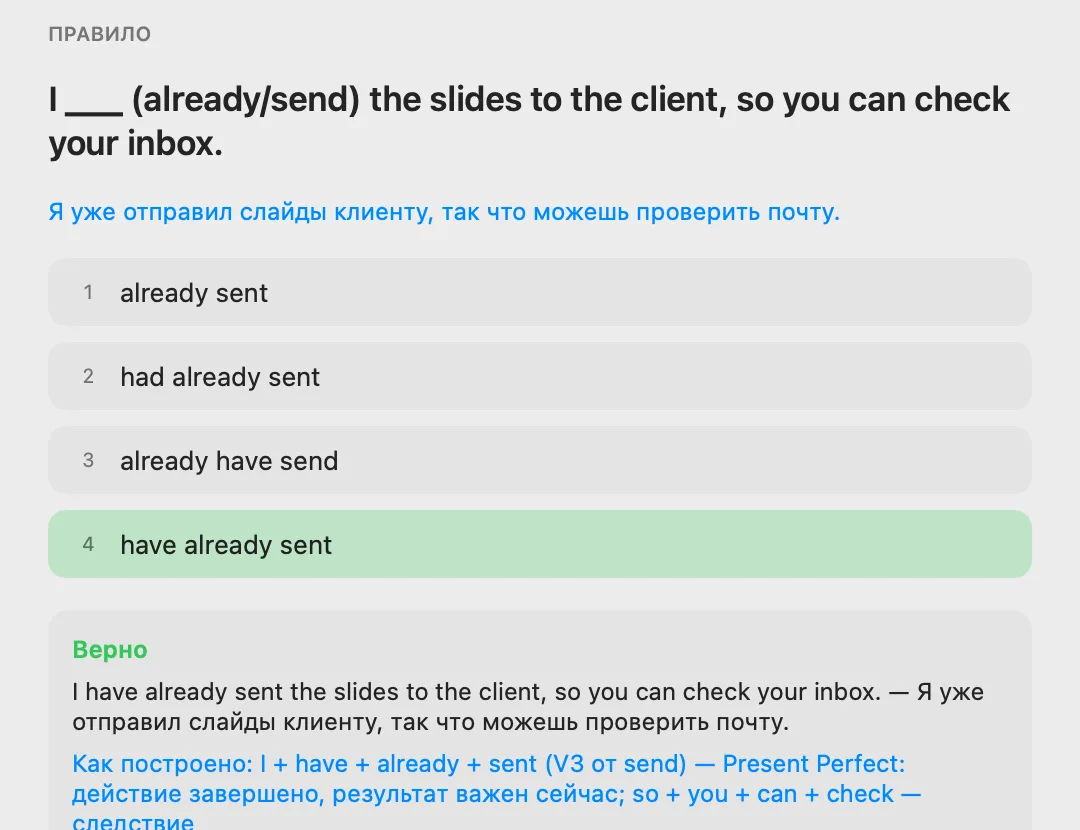 ПРАВИЛО
I ___ (already/send) the slides to the client, so you can check
your inbox.
Я уже отправил слайды клиенту, так что можешь проверить почту.
1 already sent
2 had already sent
3 already have send
4 have already sent
Верно
I have already sent the slides to the client, so you can check your inbox. — Я уже
отправил слайды клиенту, так что можешь проверить почту.
Как построено: I + have + already + sent (V3 от send) — Present Perfect:
действие завершено, результат важен сейчас; so + you + can + check —
следствие